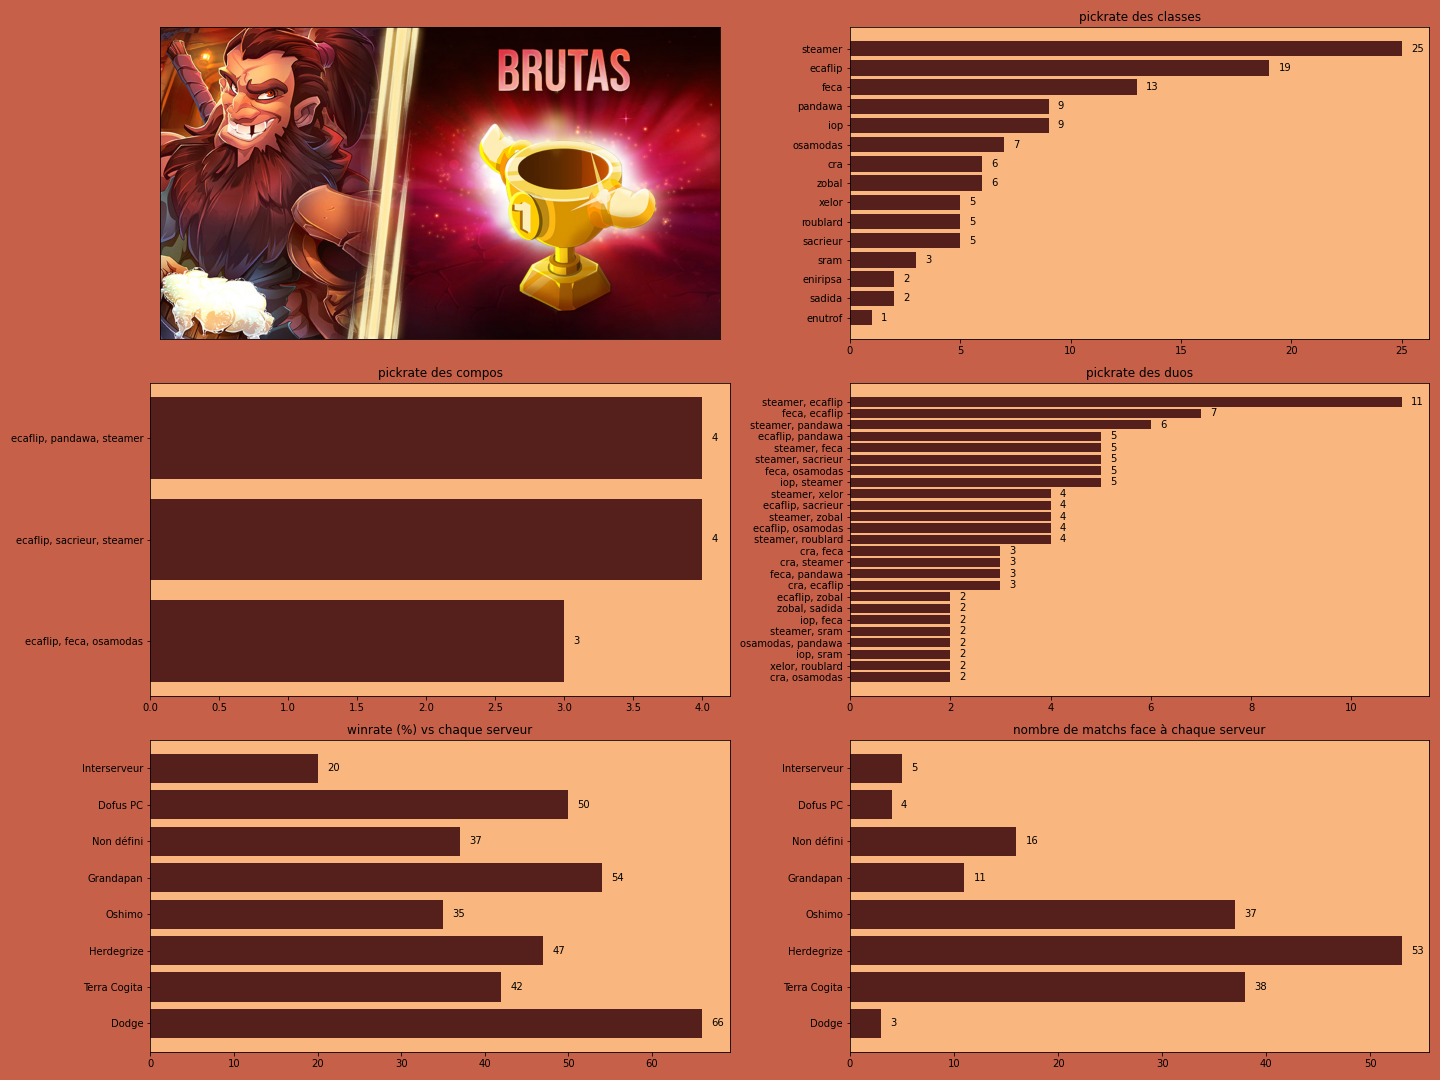 BRUTAS
1
pickrate des classes
steamer 25
ecaflip 19
feca 13
pandawa 9
iop 9
osamodas 7
cra 6
zobal 6
xelor 5
roublard 5
sacrieur 5
sram 3
eniripsa 2
sadida 2
enutrof 1
0 5 10 15 20 25
pickrate des compos
ecaflip, pandawa, steamer 4
ecaflip, sacrieur, steamer 4
ecaflip, feca, osamodas 3
0.0 0.5 1.0 1.5 2.0 2.5 3.0 3.5 4.0
pickrate des duos
steamer, ecaflip 11
feca, ecaflip 7
steamer, pandawa 6
ecaflip, pandawa 5
steamer, feca 5
steamer, sacrieur 5
feca, osamodas 5
iop, steamer 5
steamer, xelor 4
ecaflip, sacrieur 4
steamer, zobal 4
ecaflip, osamodas 4
steamer, roublard 4
cra, feca 3
cra, steamer 3
feca, pandawa 3
cra, ecaflip 3
ecaflip, zobal 2
zobal, sadida 2
iop, feca 2
steamer, sram 2
osamodas, pandawa 2
iop, sram 2
xelor, roublard 2
cra, osamodas 2
0 2 4 6 8 10
winrate (%) vs chaque serveur
Interserveur 20
Dofus PC 50
Non défini 37
Grandapan 54
Oshimo 35
Herdegrize 47
Terra Cogita 42
Dodge 66
0 10 20 30 40 50 60
nombre de matchs face à chaque serveur
Interserveur 5
Dofus PC 4
Non défini 16
Grandapan 11
Oshimo 37
Herdegrize 53
Terra Cogita 38
Dodge 3
0 10 20 30 40 50